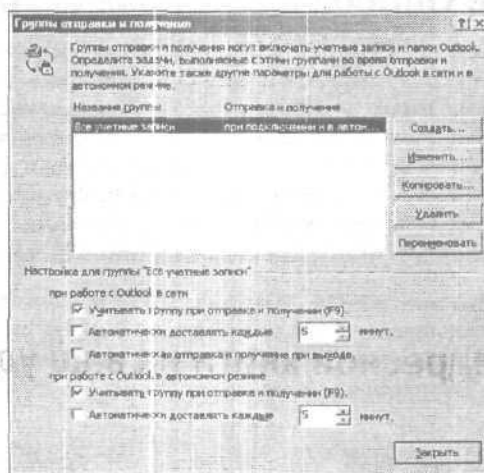 Группы отправки и получения
Группы отправки и получения могут включать учетные записи и папки Outlook.
Определите задачи, выполняемые с этими группами во время отправки и
получения. Укажите также другие параметры для работы с Outlook в сети и в
автономном режиме.
Название группы Отправка и получение
Все учетные записи при подключении и в автон...
Создать...
Изменить...
Копировать...
Удалить
Переименовать
Настройка для группы "Все учетные записи"
при работе с Outlook в сети
Учитывать группу при отправке и получении (F9).
Автоматически доставлять каждые 5 минут.
Автоматическая отправка и получение при выходе.
при работе с Outlook в автономном режиме
Учитывать группу при отправке и получении (F9).
Автоматически доставлять каждые 5 минут.
Закрыть